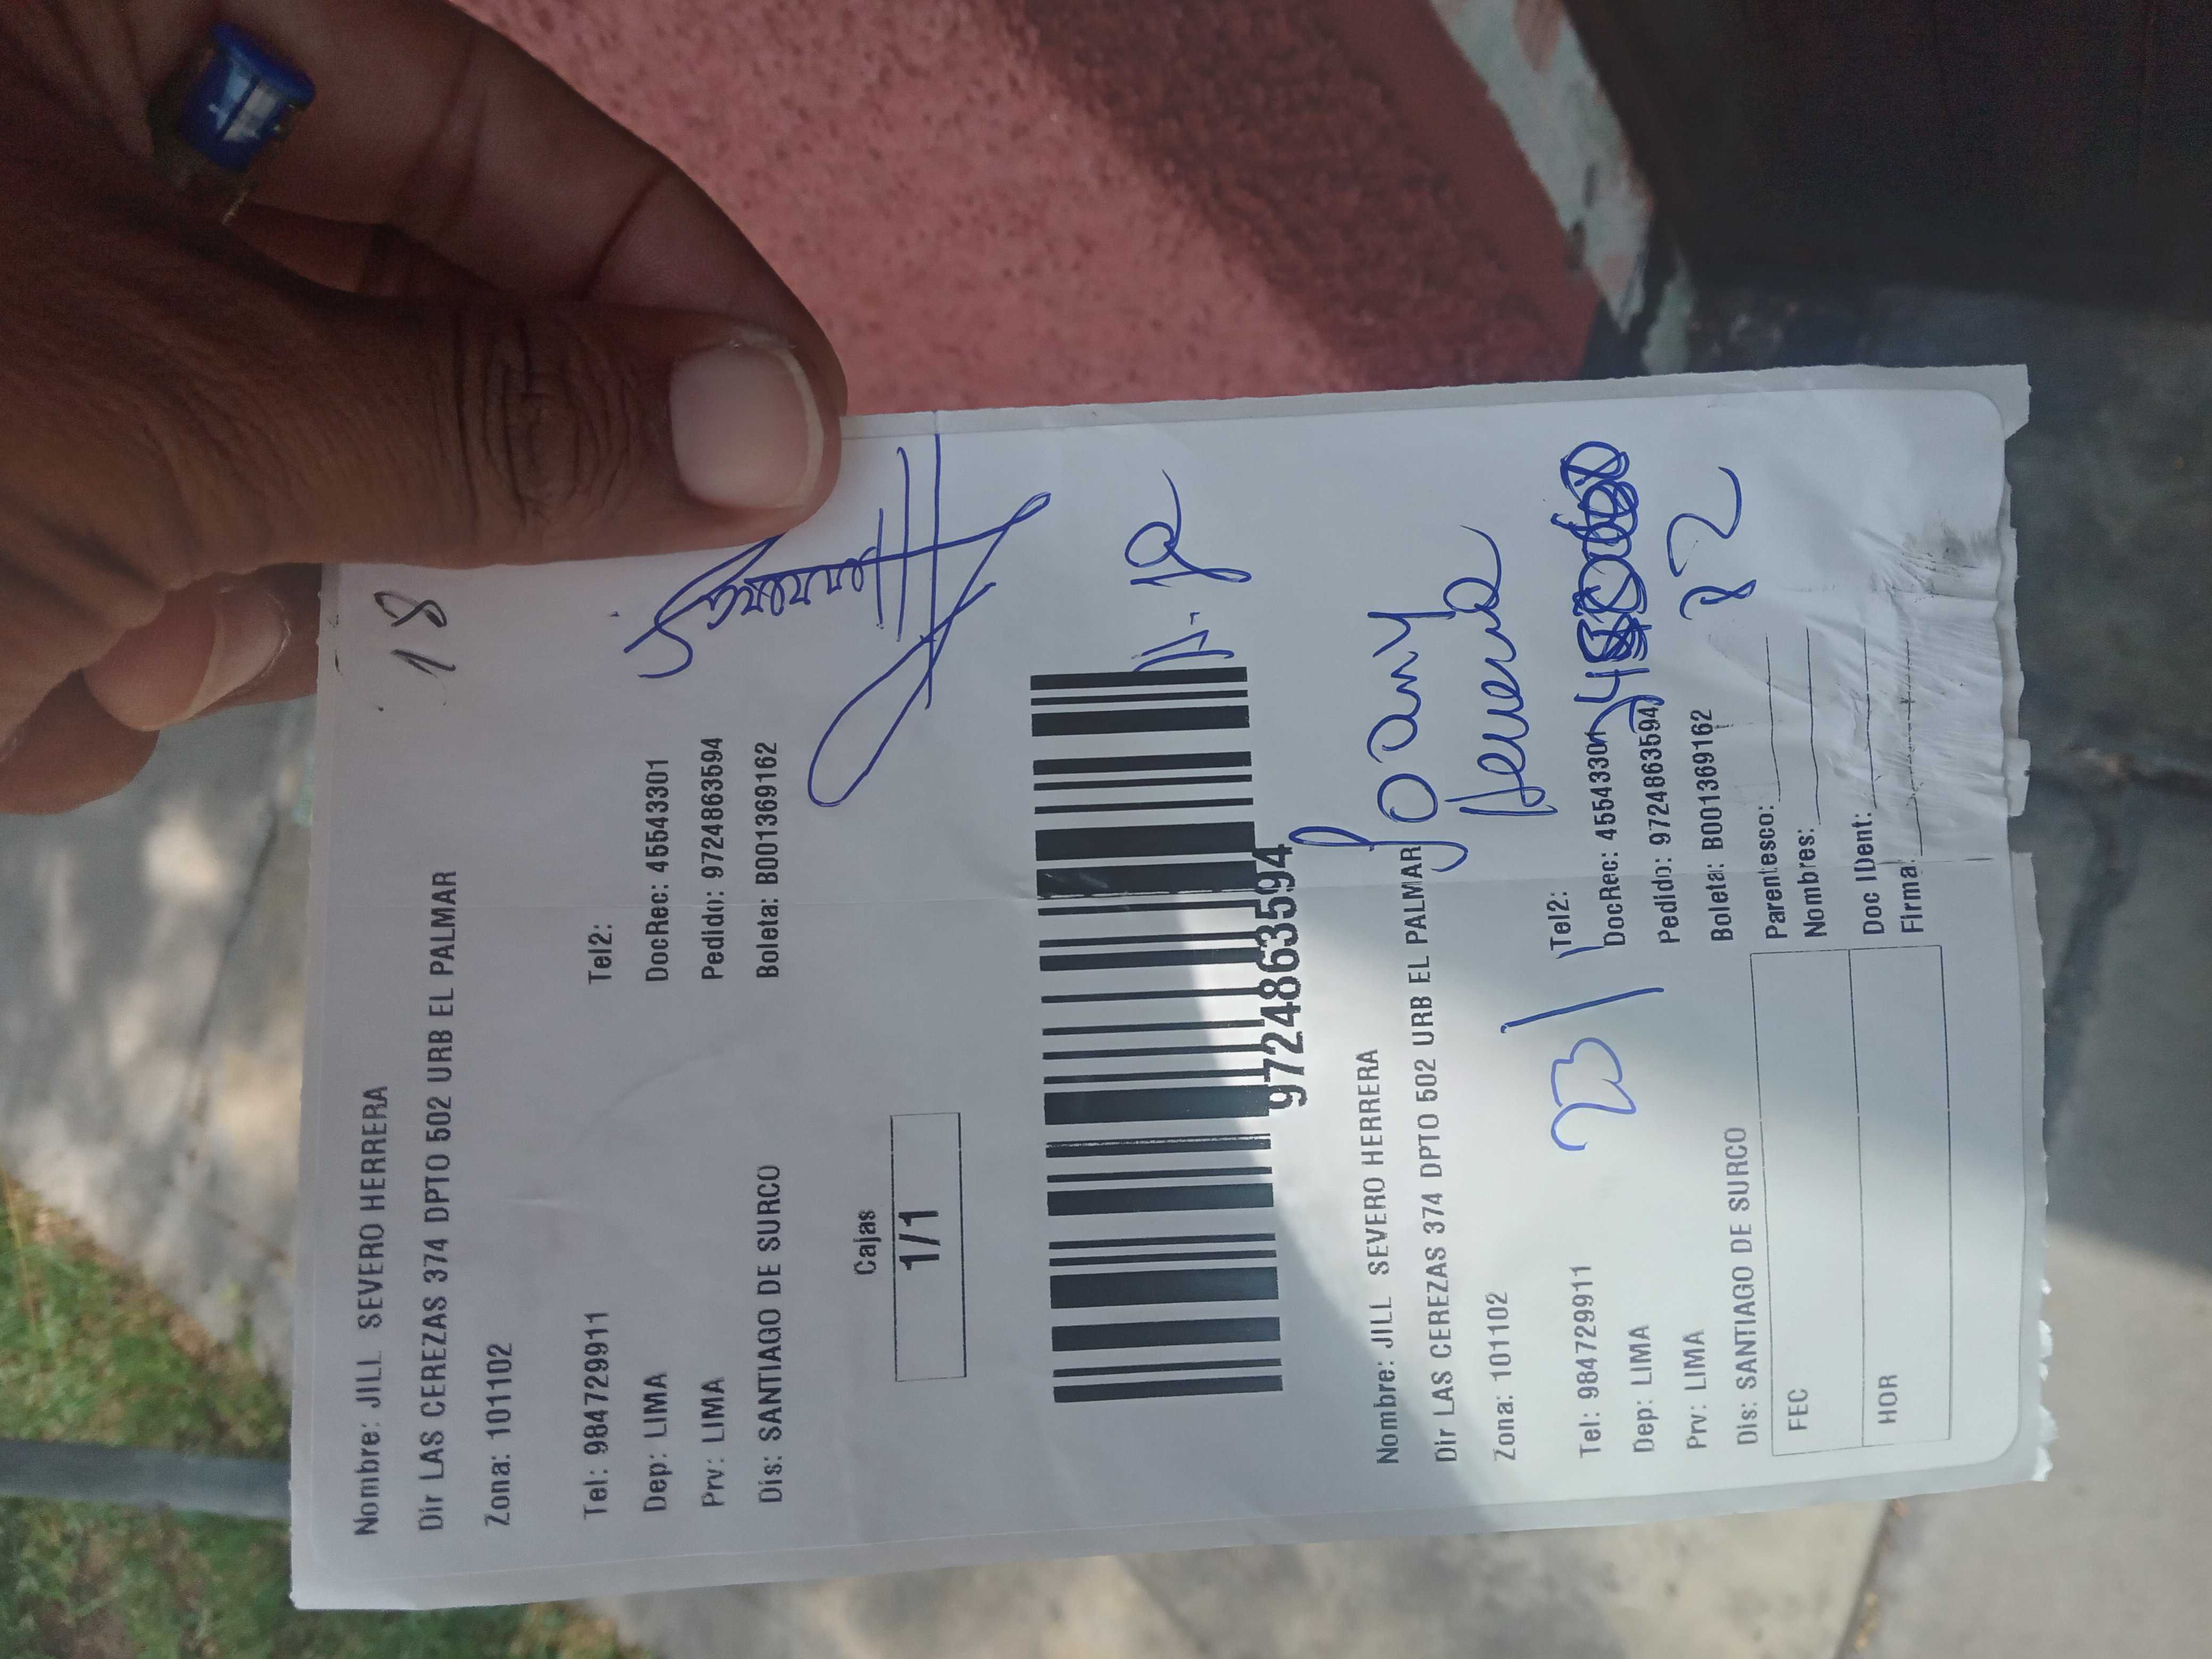 18
Nombre: JILL SEVERO HERRERA
Dir LAS CEREZAS 374 DPTO 502 URB EL PALMAR
Zona: 101102
Tel: 984729911 Tel2:
Dep: LIMA DocRec: 45543301
Prv: LIMA Pedido: 9724863594
Dis: SANTIAGO DE SURCO Boleta: B001369162
Cajas
1/1
9724863594
Nombre: JILL SEVERO HERRERA
Dir LAS CEREZAS 374 DPTO 502 URB EL PALMAR
Zona: 101102
Tel: 984729911 Tel2:
Dep: LIMA DocRec: 45543301
Prv: LIMA Pedido: 9724863594
Dis: SANTIAGO DE SURCO Boleta: B001369162
82
FEC Parentesco:
Nombres:
HOR Doc IDent:
Firma: